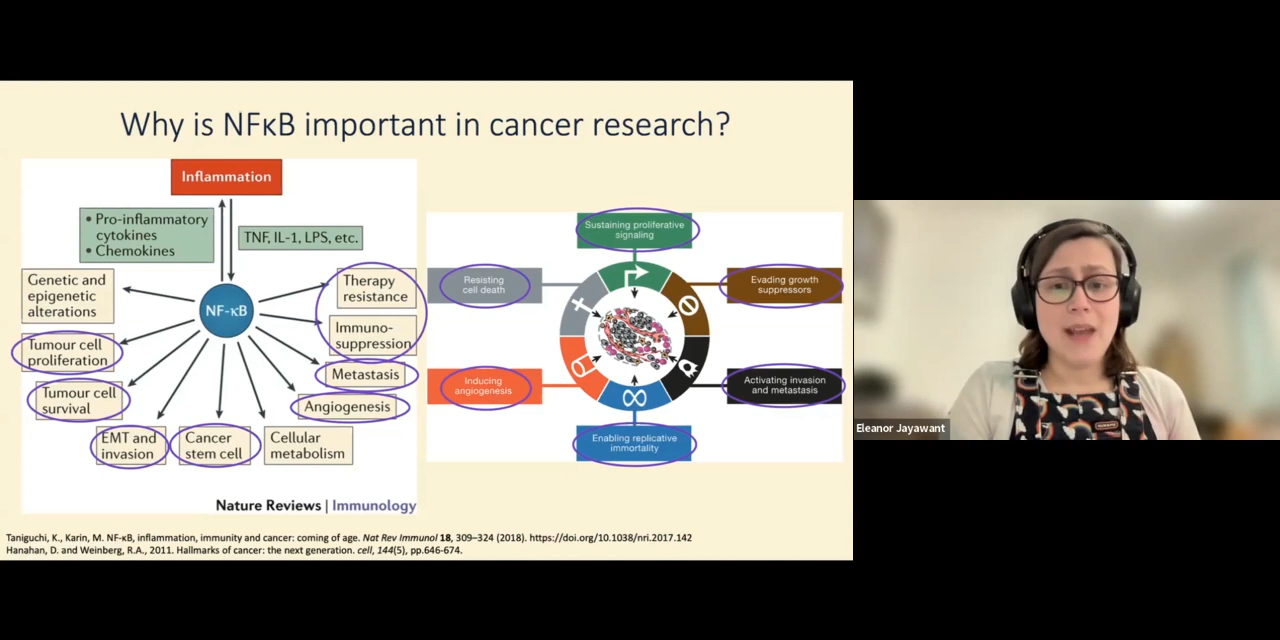 Why is NFκB important in cancer research?
Inflammation
• Pro-inflammatory
cytokines
• Chemokines
TNF, IL-1, LPS, etc.
Genetic and
epigenetic
alterations
Therapy
resistance
NF-κB
Immuno-
suppression
Tumour cell
proliferation
Metastasis
Tumour cell
survival
Angiogenesis
EMT and
invasion
Cancer
stem cell
Cellular
metabolism
Nature Reviews | Immunology
Sustaining proliferative
signaling
Resisting
cell death
Evading growth
suppressors
Inducing
angiogenesis
Activating invasion
and metastasis
Enabling replicative
immortality
Taniguchi, K., Karin, M. NF-κB, inflammation, immunity and cancer: coming of age. Nat Rev Immunol 18, 309–324 (2018). https://doi.org/10.1038/nri.2017.142
Hanahan, D. and Weinberg, R.A., 2011. Hallmarks of cancer: the next generation. cell, 144(5), pp.646-674.
Eleanor Jayawant